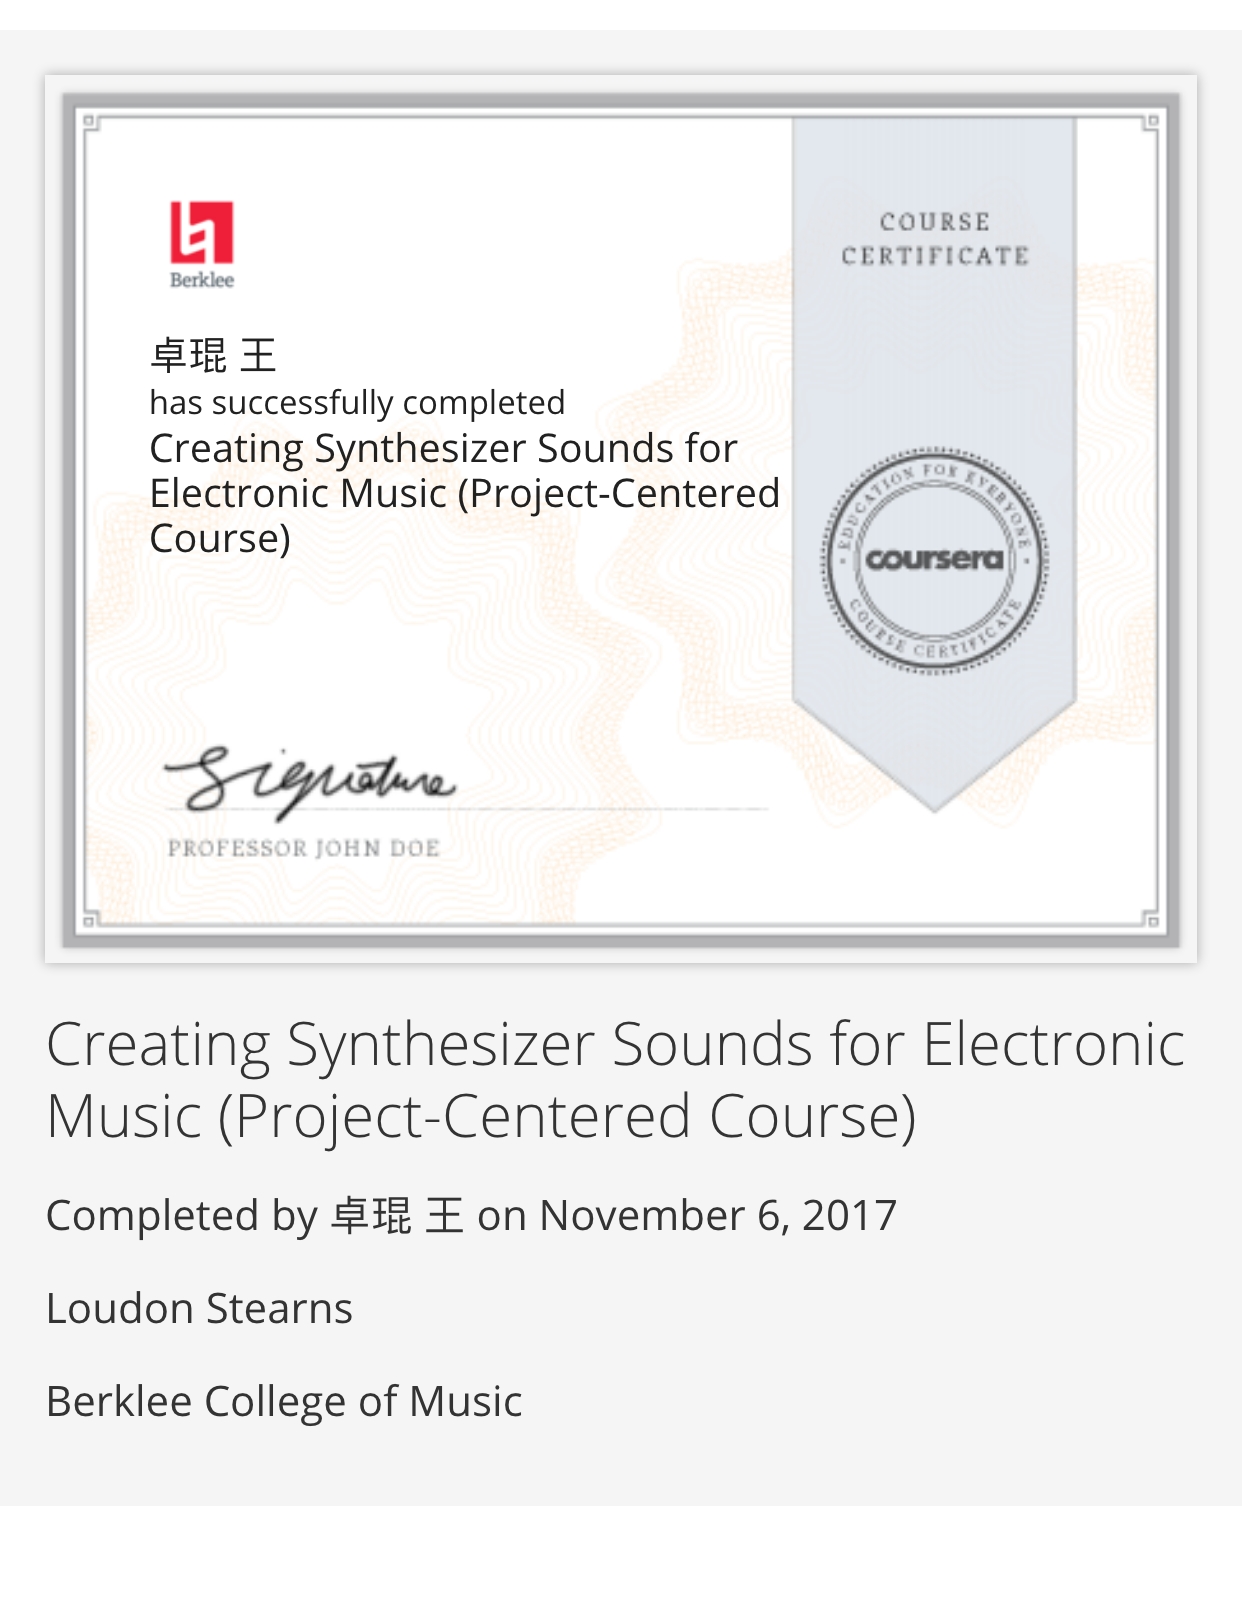 Berklee
卓琨 王
has successfully completed
Creating Synthesizer Sounds for
Electronic Music (Project-Centered
Course)
Signature
PROFESSOR JOHN DOE
COURSE
CERTIFICATE
EDUCATION FOR EVERYONE
coursera
COURSE CERTIFICATE
Creating Synthesizer Sounds for Electronic
Music (Project-Centered Course)
Completed by 卓琨 王 on November 6, 2017
Loudon Stearns
Berklee College of Music